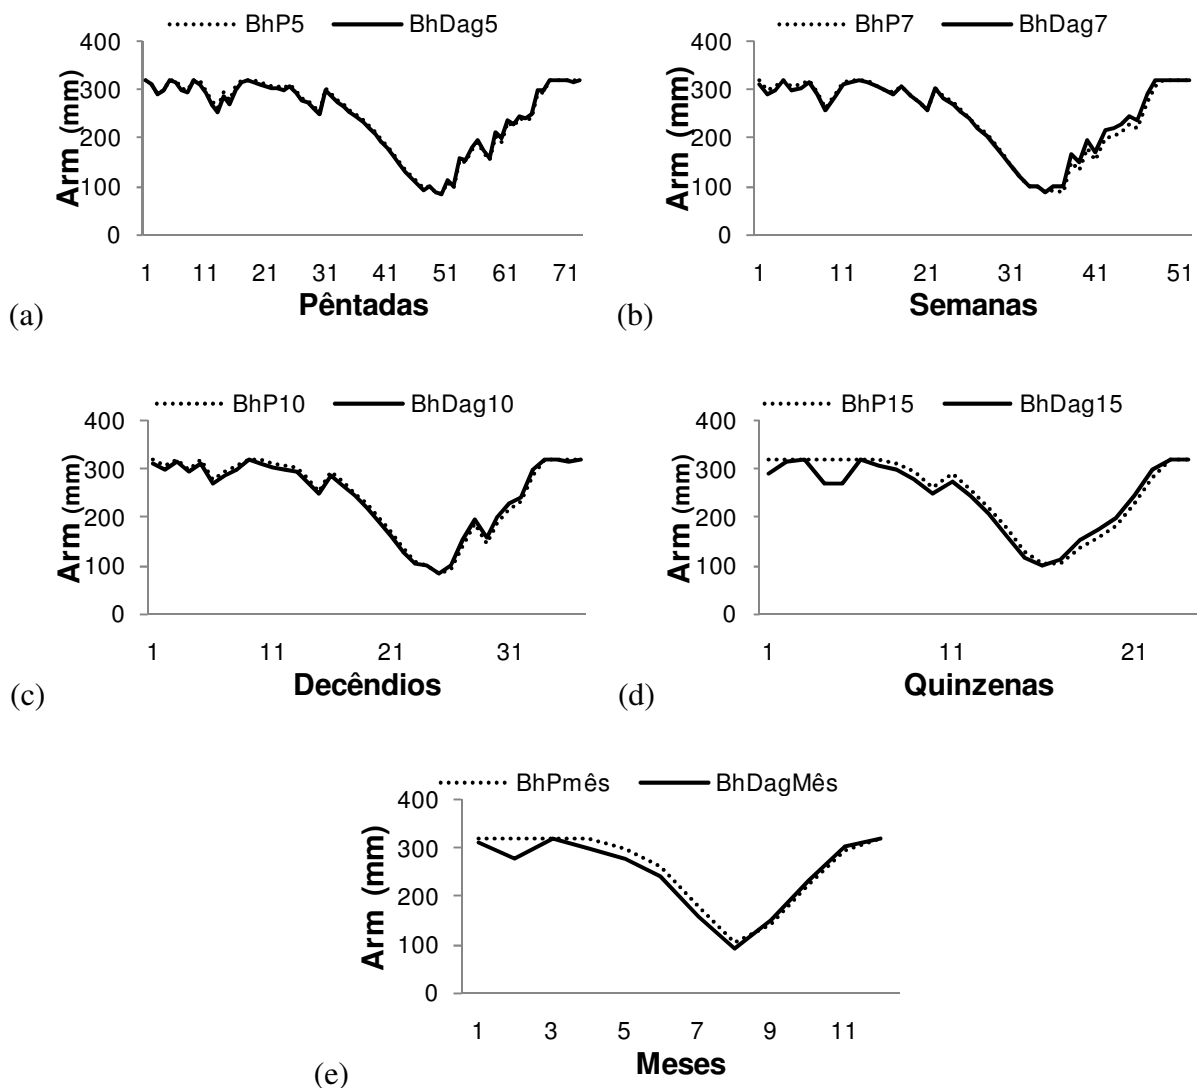 BhP5 BhDag5
400
300
200
100
0
Arm (mm)
1 11 21 31 41 51 61 71
Pêntadas
(a)
BhP7 BhDag7
400
300
200
100
0
Arm (mm)
1 11 21 31 41 51
Semanas
(b)
BhP10 BhDag10
400
300
200
100
0
Arm (mm)
1 11 21 31
Decêndios
(c)
BhP15 BhDag15
400
300
200
100
0
Arm (mm)
1 11 21
Quinzenas
(d)
BhPmês BhDagMês
400
300
200
100
0
Arm (mm)
1 3 5 7 9 11
Meses
(e)